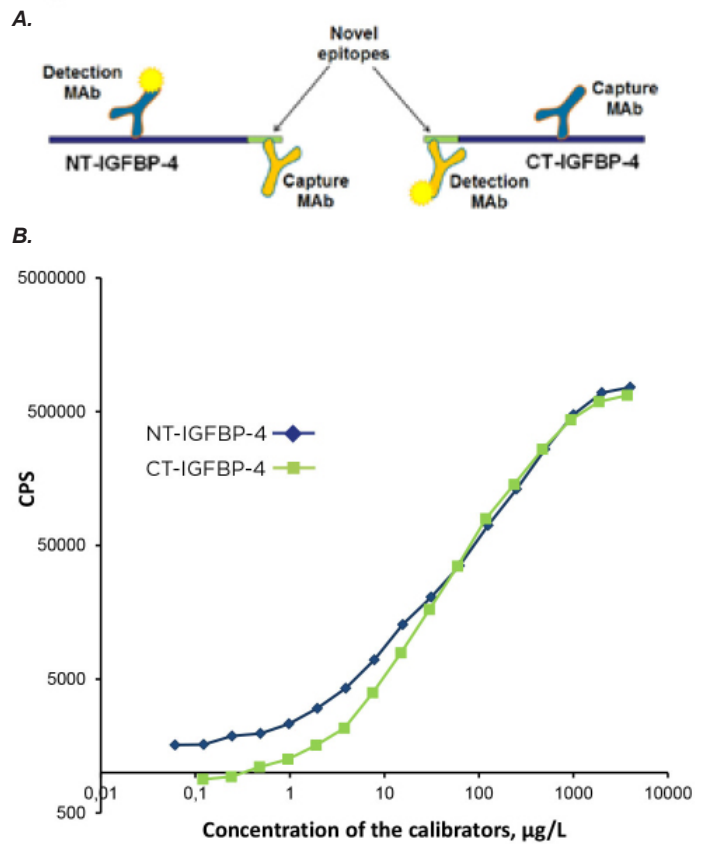 A.
Novel
epitopes
Detection
MAb
Capture
MAb
NT-IGFBP-4
CT-IGFBP-4
Capture
MAb
Detection
MAb
B.
5000000
500000
NT-IGFBP-4
CT-IGFBP-4
CPS
50000
5000
0,01
0,1
1
10
100
1000
10000
500
Concentration of the calibrators, µg/L